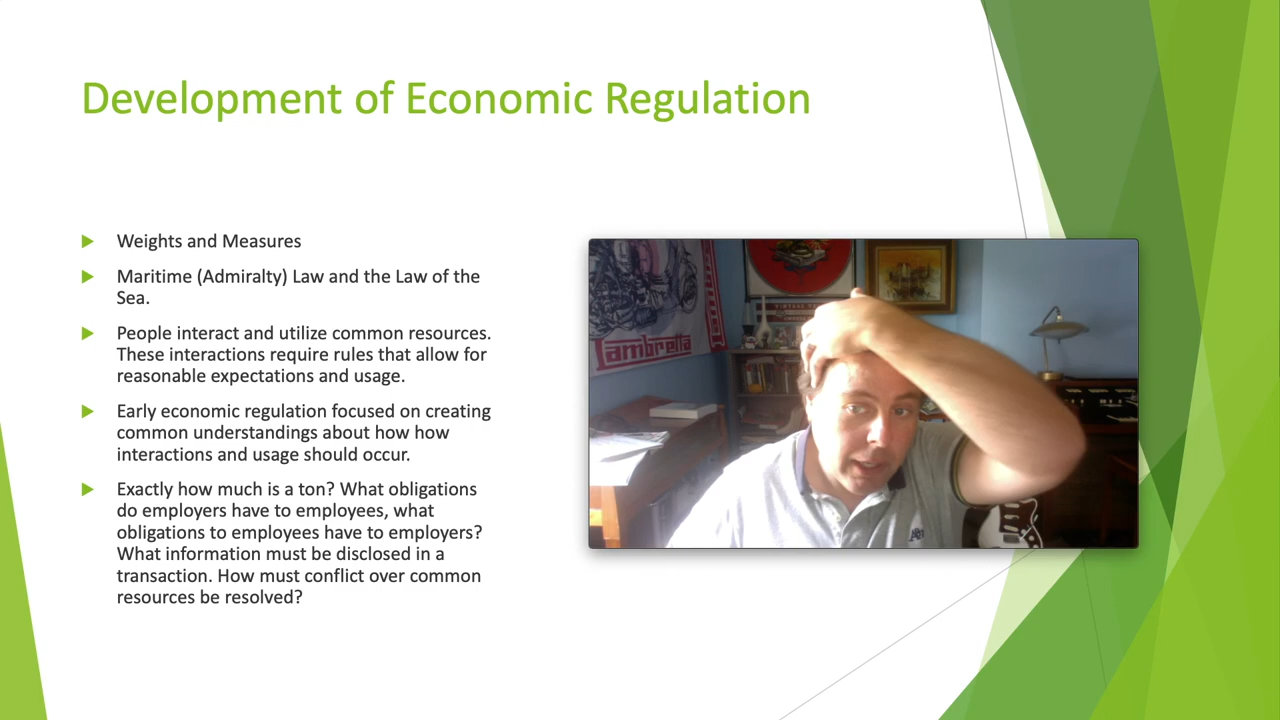 Development of Economic Regulation
Weights and Measures
Maritime (Admiralty) Law and the Law of the
Sea.
People interact and utilize common resources.
These interactions require rules that allow for
reasonable expectations and usage.
Early economic regulation focused on creating
common understandings about how how
interactions and usage should occur.
Exactly how much is a ton? What obligations
do employers have to employees, what
obligations to employees have to employers?
What information must be disclosed in a
transaction. How must conflict over common
resources be resolved?
Lambretta